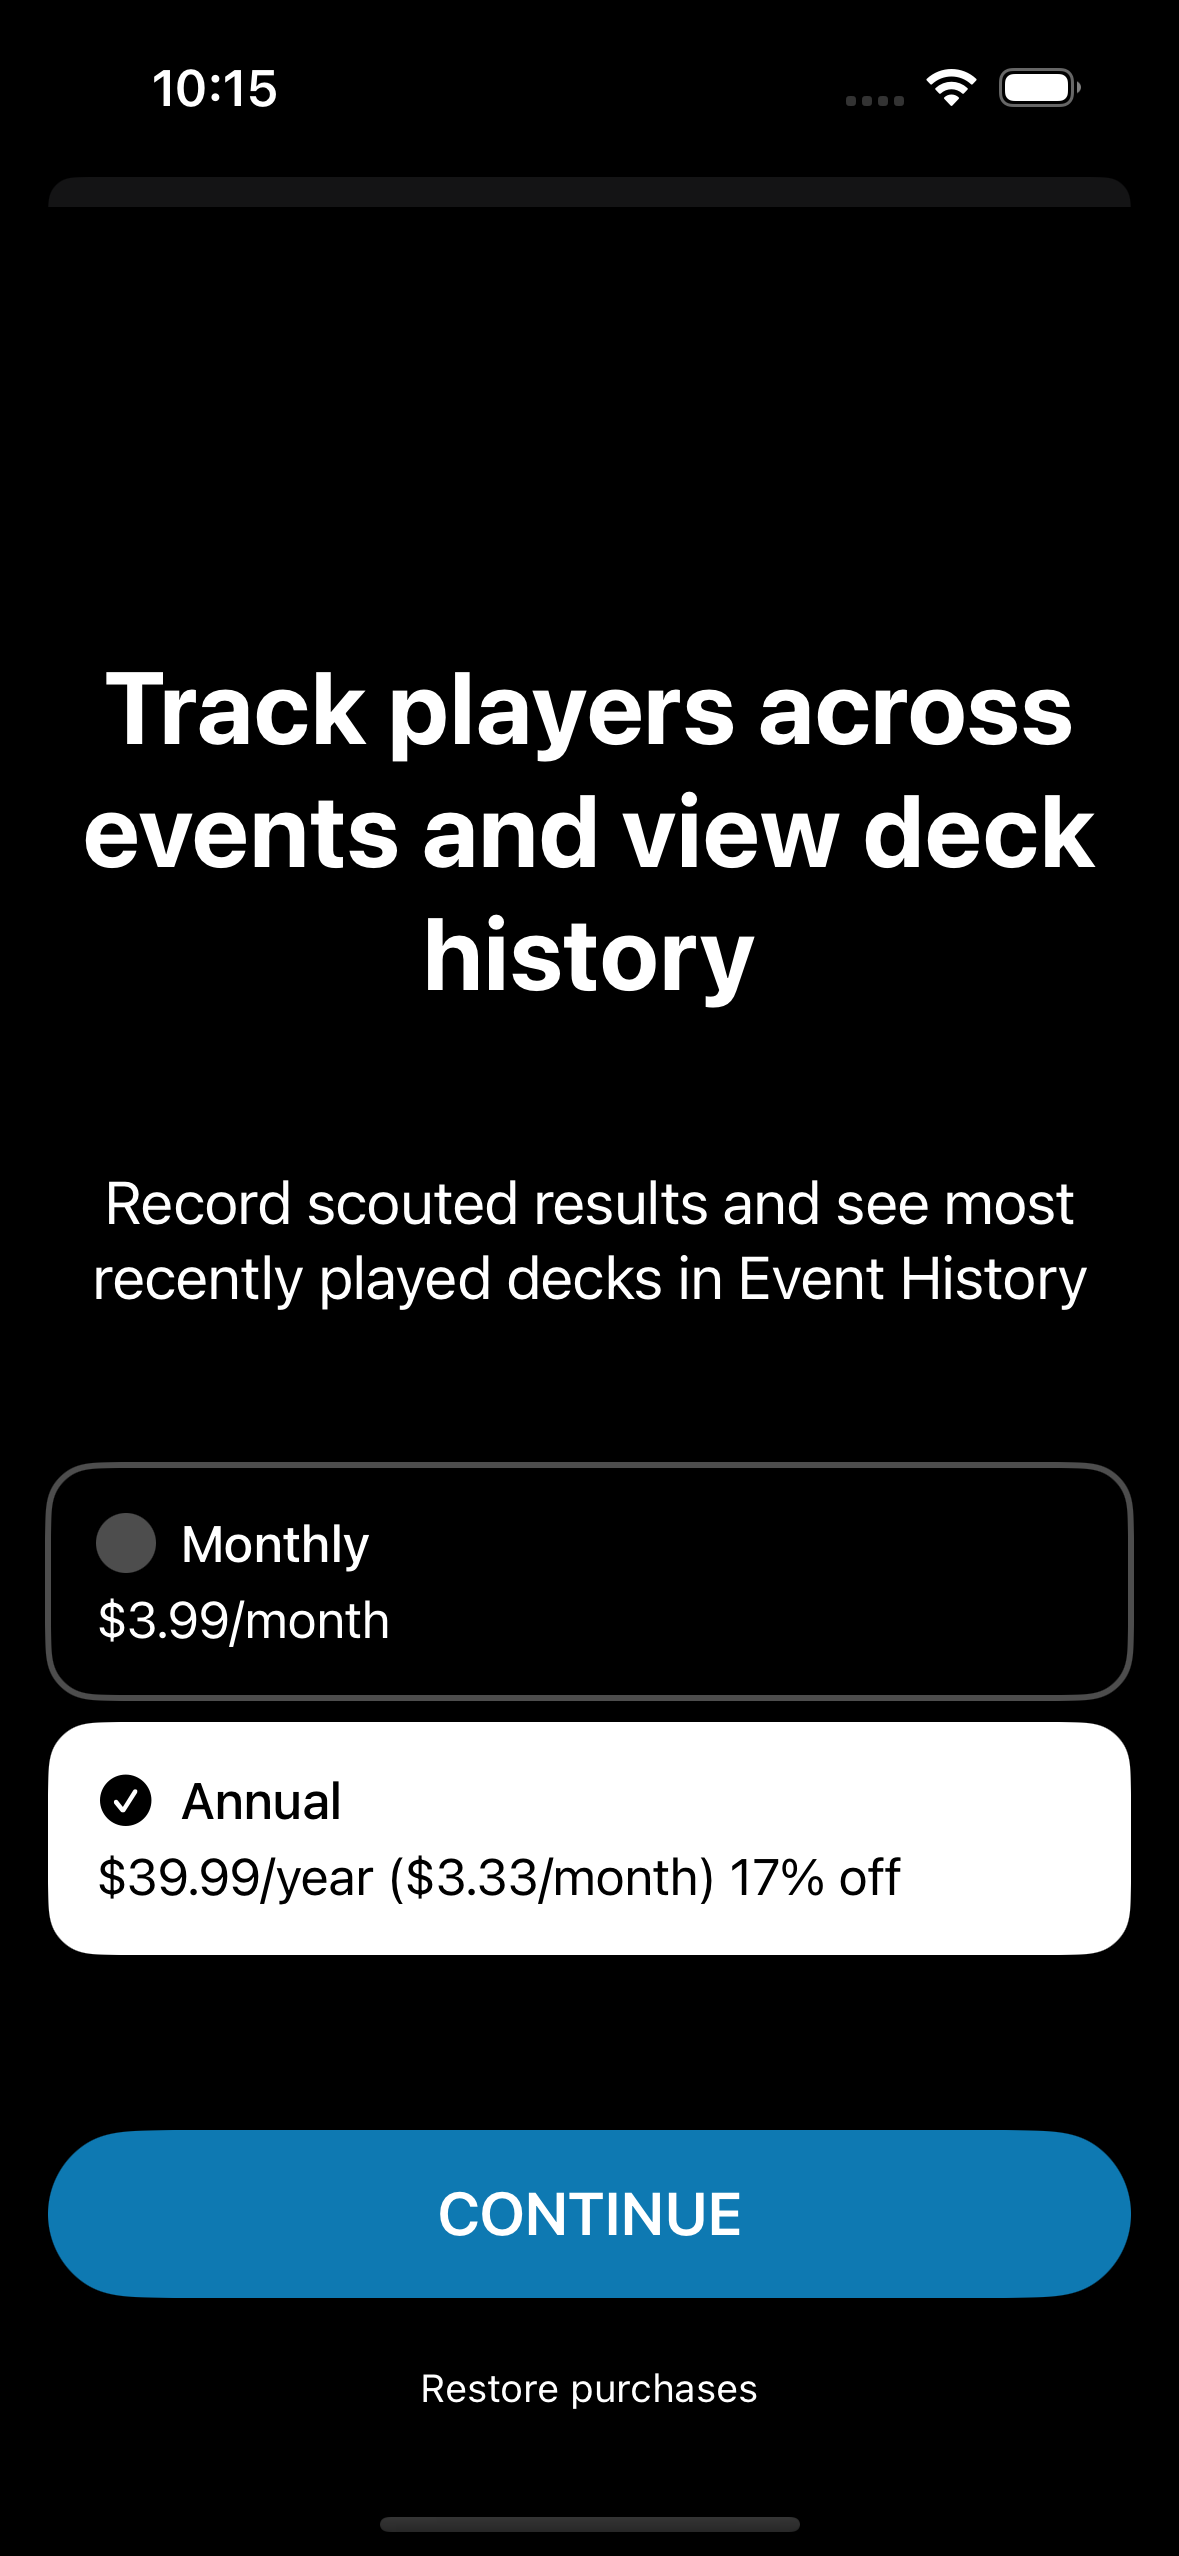 10:15
Track players across
events and view deck
history
Record scouted results and see most
recently played decks in Event History
Monthly
$3.99/month
Annual
$39.99/year ($3.33/month) 17% off
CONTINUE
Restore purchases